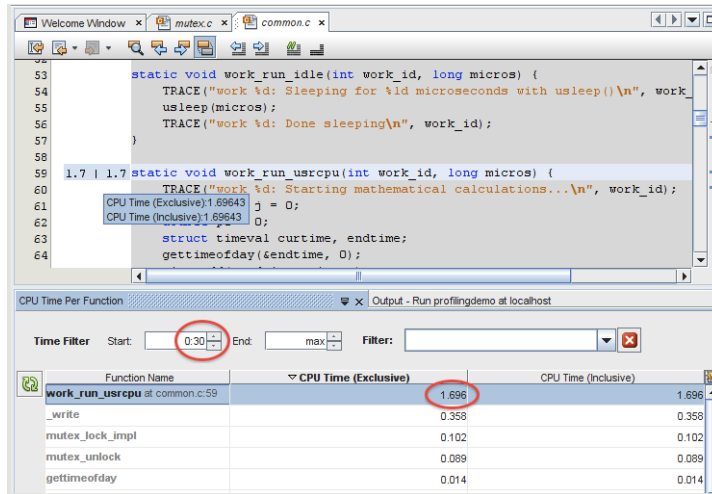 Welcome Window × mutex.c × common.c ×
53 static void work_run_idle(int work_id, long micros) {
54 TRACE("work %d: Sleeping for %ld microseconds with usleep()\n", work_
55 usleep(micros);
56 TRACE("work %d: Done sleeping\n", work_id);
57 }
58
59 1.7 | 1.7 static void work_run_usrcpu(int work_id, long micros) {
60 TRACE("work %d: Starting mathematical calculations...\n", work_id);
61 CPU Time (Exclusive):1.69643 j = 0;
62 CPU Time (Inclusive):1.69643 0;
63 struct timeval curtime, endtime;
64 gettimeofday(&endtime, 0);
CPU Time Per Function × Output - Run profilingdemo at localhost
Time Filter Start: 0:30 End: max Filter:
Function Name CPU Time (Exclusive) CPU Time (Inclusive)
work_run_usrcpu at common.c:59 1.696 1.696
_write 0.358 0.358
mutex_lock_impl 0.102 0.102
mutex_unlock 0.089 0.089
gettimeofday 0.014 0.014